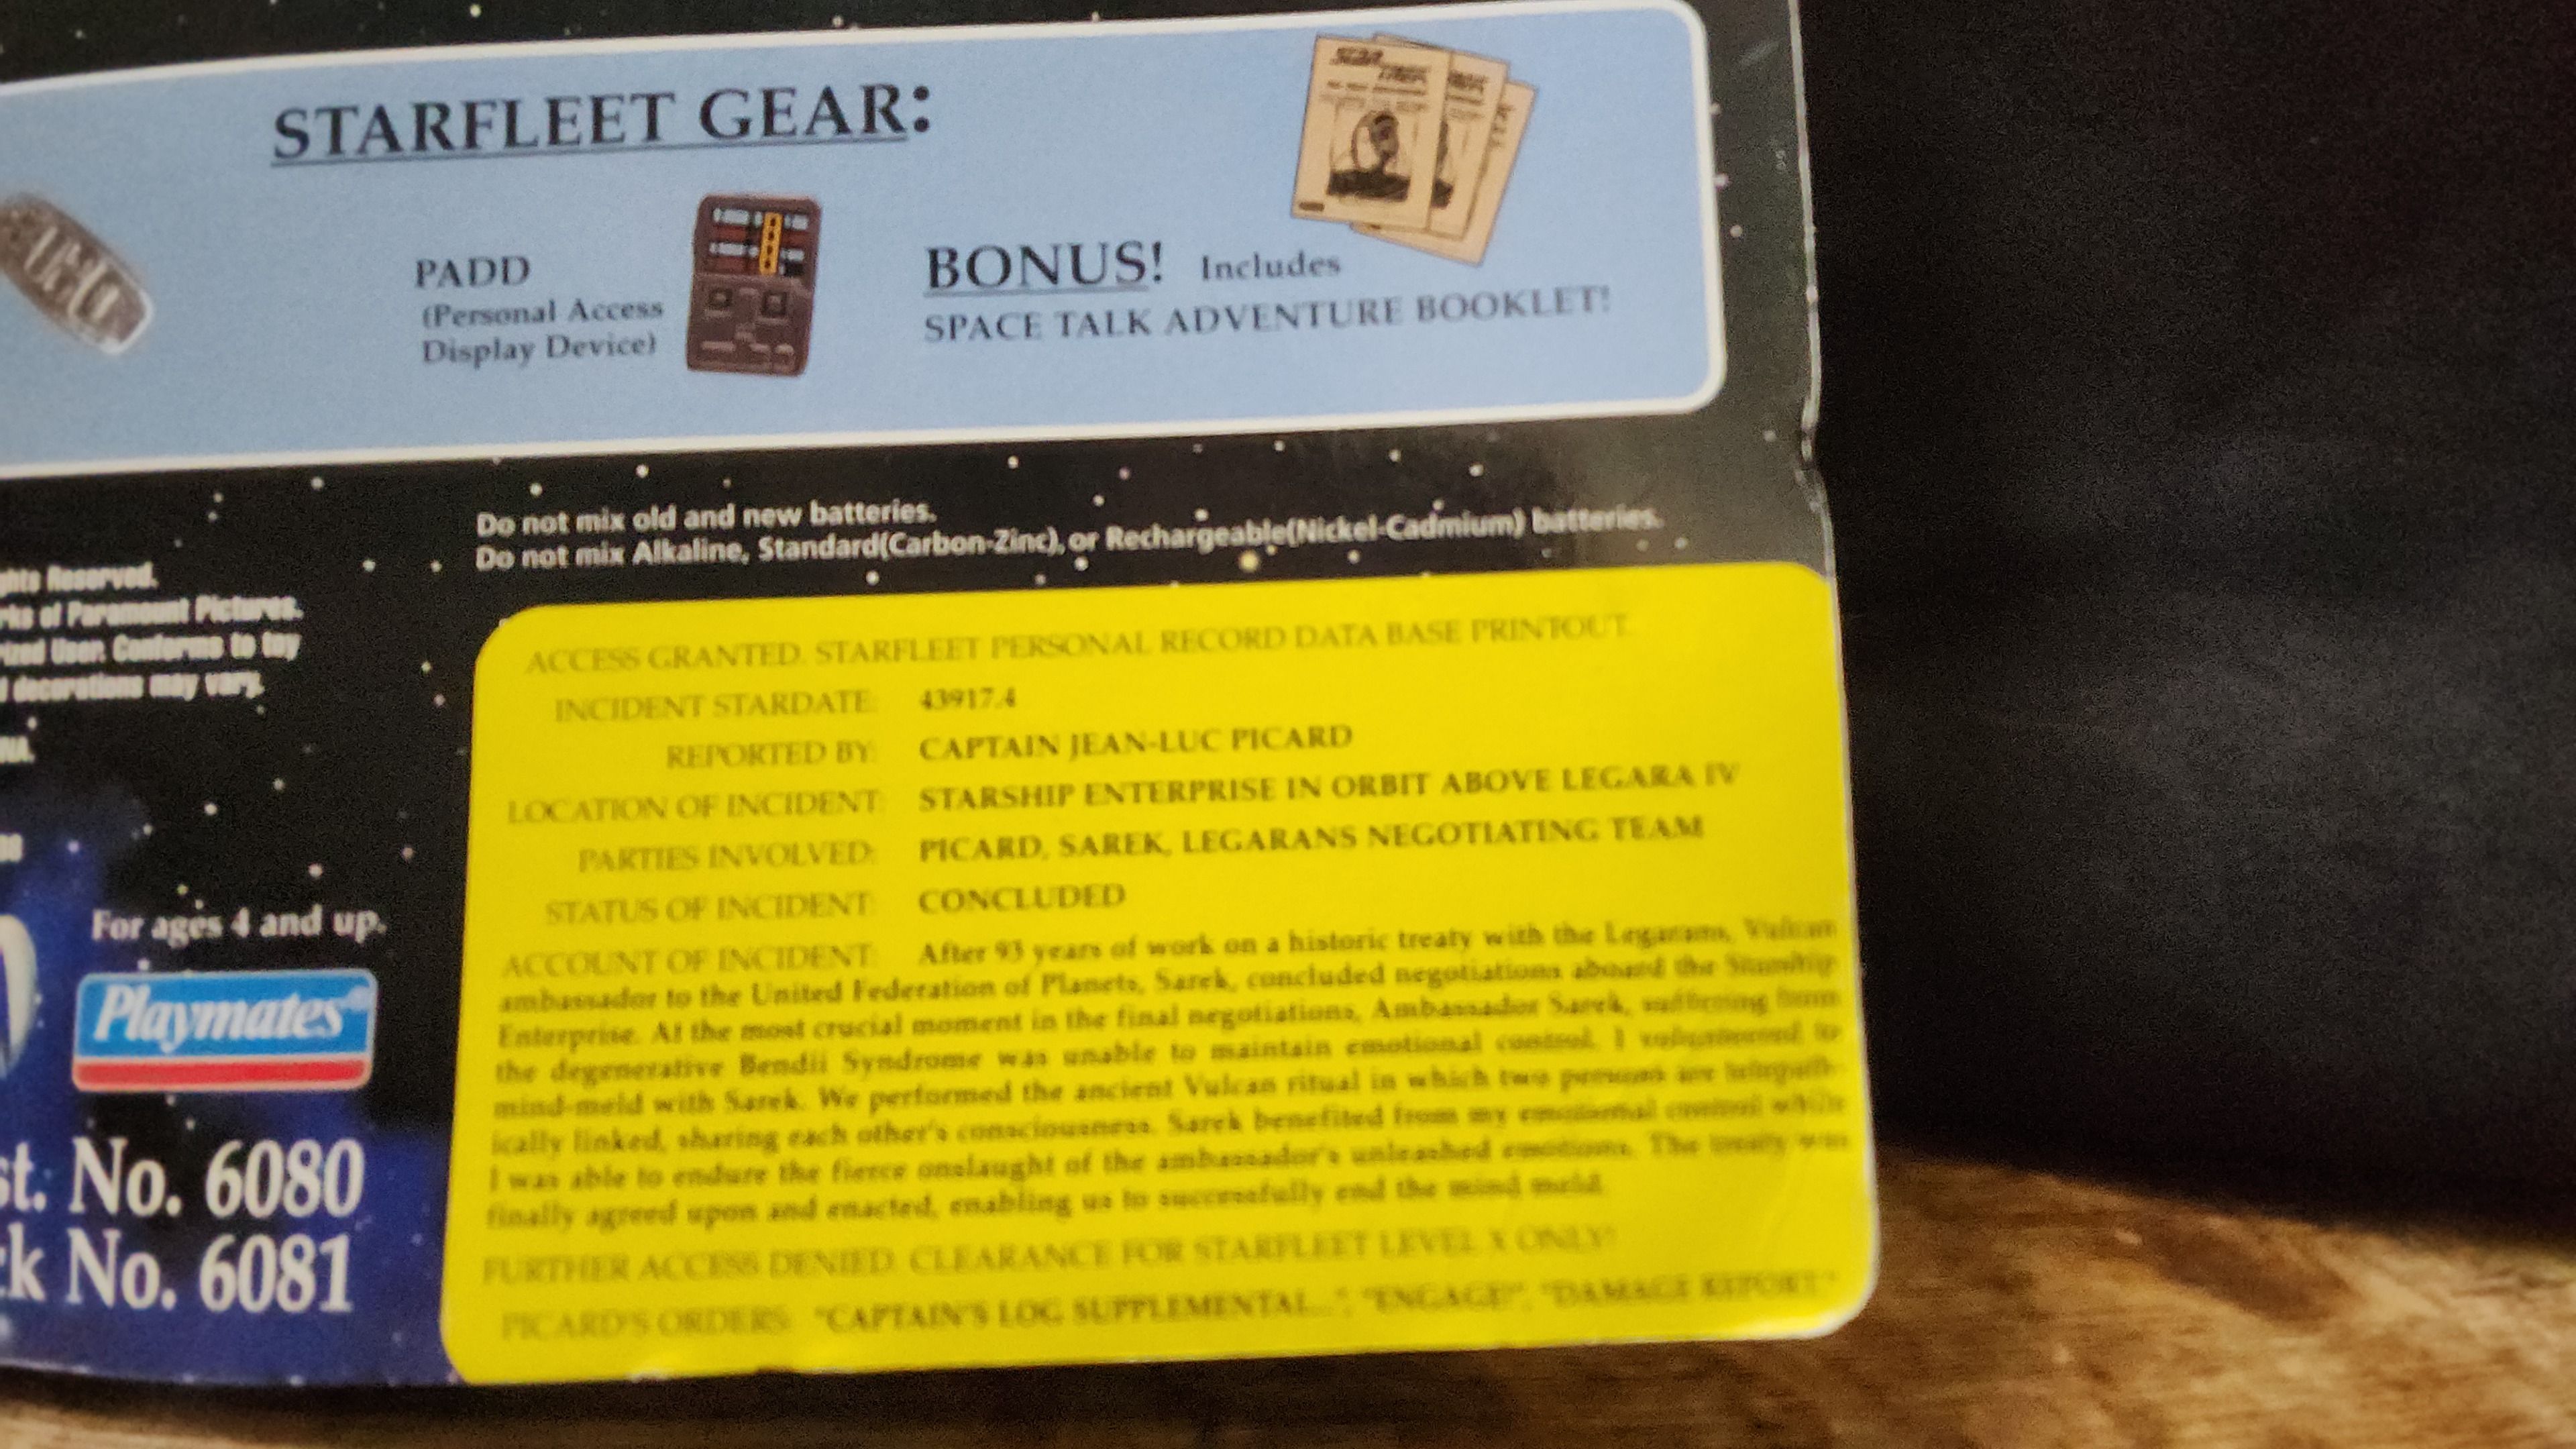 STARFLEET GEAR:
STAR
TREK
PADD
(Personal Access
Display Device)
BONUS! Includes
SPACE TALK ADVENTURE BOOKLET!
Do not mix old and new batteries.
Do not mix Alkaline, Standard(Carbon-Zinc), or Rechargeable(Nickel-Cadmium) batteries.
Reserved.
of Paramount Pictures.
User. Conforms to toy
decorations may vary.
For ages 4 and up.
Playmates®
No. 6080
No. 6081
ACCESS GRANTED. STARFLEET PERSONAL RECORD DATA BASE PRINTOUT.
INCIDENT STARDATE: 43917.4
REPORTED BY: CAPTAIN JEAN-LUC PICARD
LOCATION OF INCIDENT: STARSHIP ENTERPRISE IN ORBIT ABOVE LEGARA IV
PARTIES INVOLVED: PICARD, SAREK, LEGARANS NEGOTIATING TEAM
STATUS OF INCIDENT: CONCLUDED
ACCOUNT OF INCIDENT: After 93 years of work on a historic treaty with the Legarans, Vulcan
ambassador to the United Federation of Planets, Sarek, concluded negotiations aboard the Starship
Enterprise. At the most crucial moment in the final negotiations, Ambassador Sarek, suffering from
the degenerative Bendii Syndrome was unable to maintain emotional control. I volunteered to
mind-meld with Sarek. We performed the ancient Vulcan ritual in which two persons are telepath-
ically linked, sharing each other's consciousness. Sarek benefited from my emotional control while
I was able to endure the fierce onslaught of the ambassador's unleashed emotions. The treaty was
finally agreed upon and enacted, enabling us to successfully end the mind meld.
FURTHER ACCESS DENIED. CLEARANCE FOR STARFLEET LEVEL X ONLY!
PICARD'S ORDERS: "CAPTAIN'S LOG SUPPLEMENTAL...", "ENGAGE!", "DAMAGE REPORT."